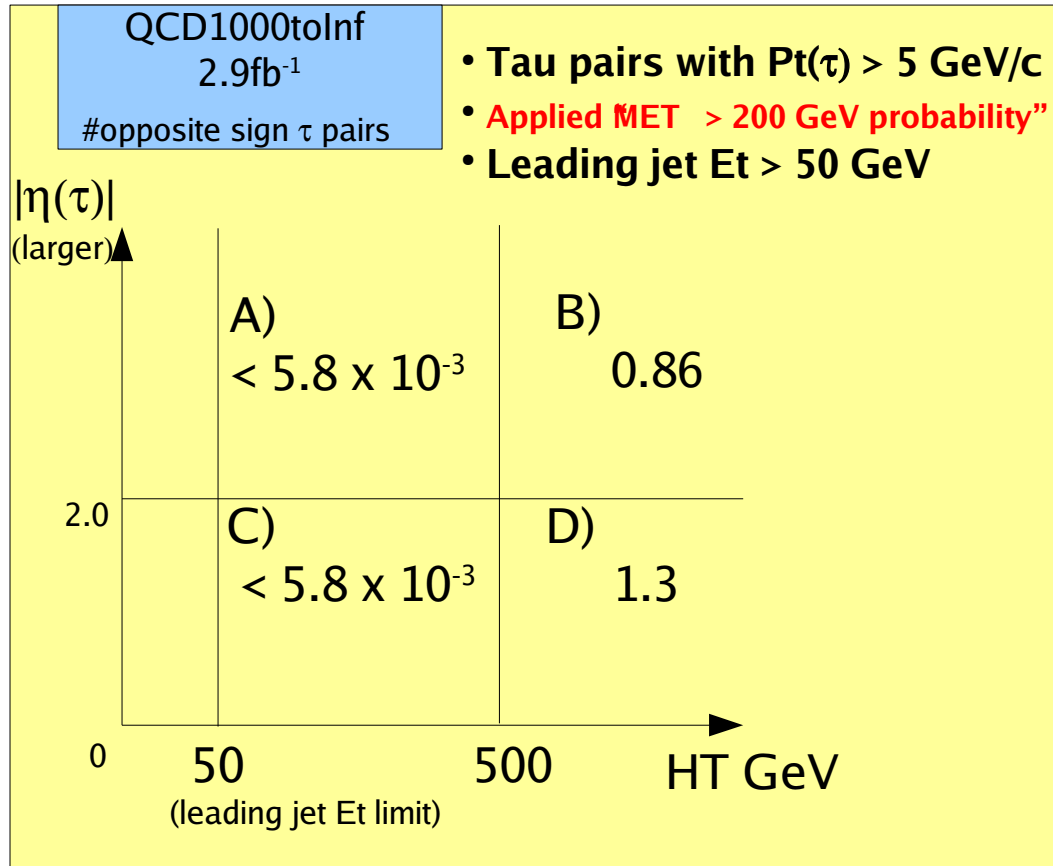 QCD1000toInf
2.9fb⁻¹
#opposite sign τ pairs
• Tau pairs with Pt(τ) > 5 GeV/c
• Applied “MET > 200 GeV probability”
• Leading jet Et > 50 GeV
|η(τ)|
(larger)
A)
< 5.8 x 10⁻³
B)
0.86
2.0
C)
< 5.8 x 10⁻³
D)
1.3
0
50
500
HT GeV
(leading jet Et limit)